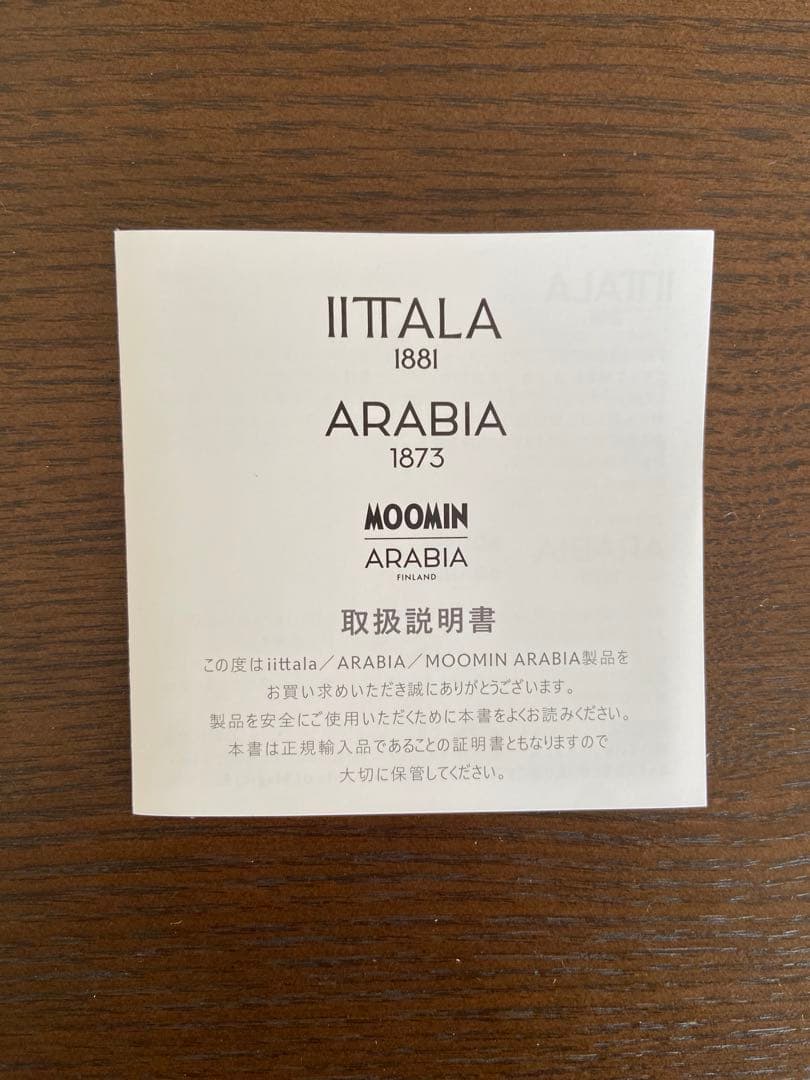 IITTALA
1881
ARABIA
1873
MOOMIN
ARABIA
FINLAND
取扱説明書
この度はiittala／ARABIA／MOOMIN ARABIA製品を
お買い求めいただき誠にありがとうございます。
製品を安全にご使用いただくために本書をよくお読みください。
本書は正規輸入品であることの証明書ともなりますので
大切に保管してください。